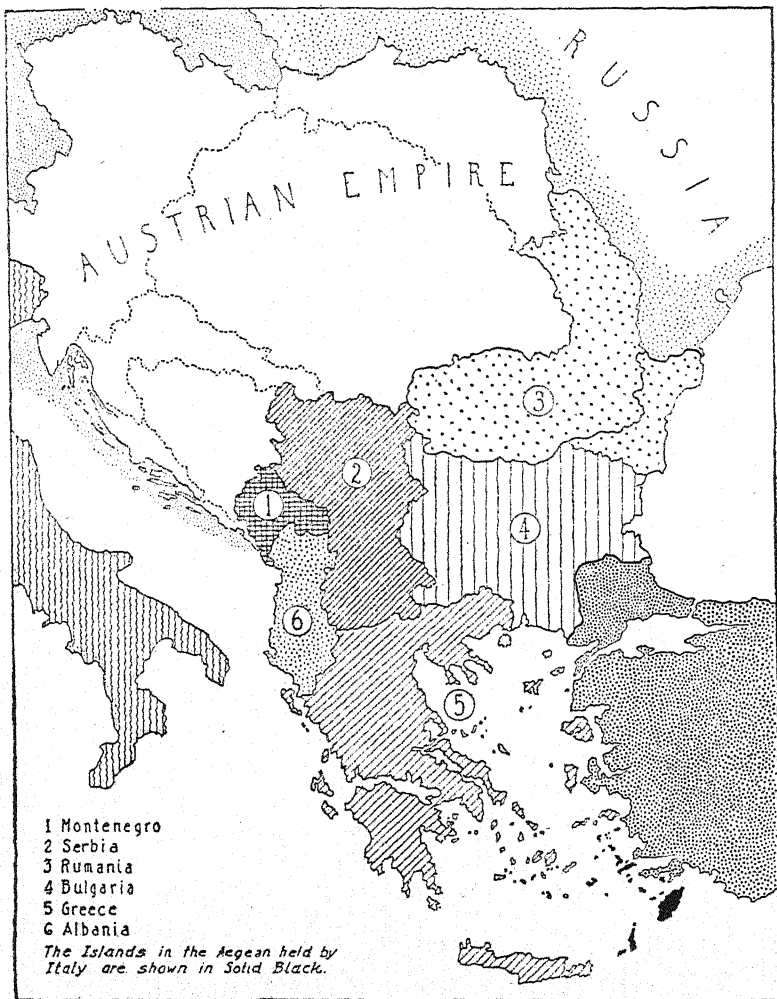 RUSSIA
AUSTRIAN EMPIRE
3
2
1
4
6
5
1 Montenegro
2 Serbia
3 Rumania
4 Bulgaria
5 Greece
6 Albania
The Islands in the Aegean held by
Italy are shown in Solid Black.